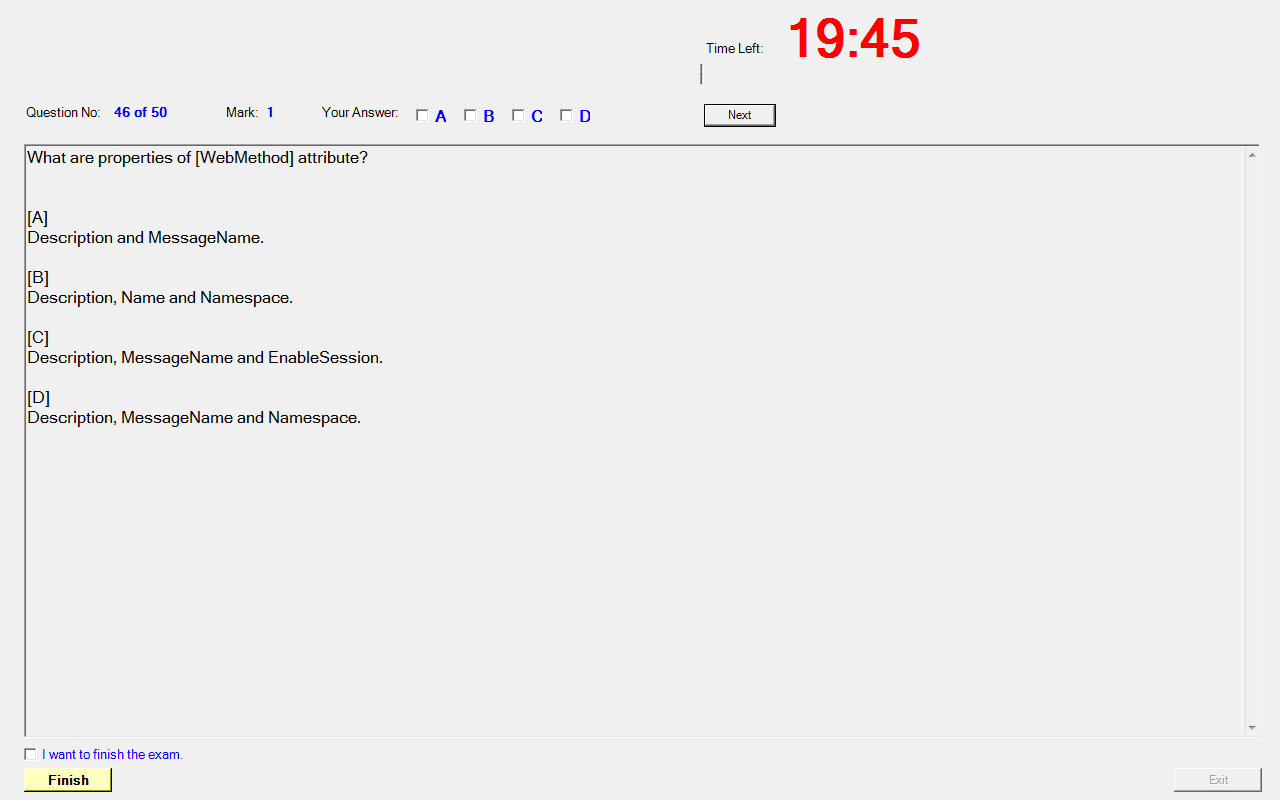 Time Left: 19:45
Question No: 46 of 50 Mark: 1 Your Answer: A B C D Next
What are properties of [WebMethod] attribute?
[A]
Description and MessageName.
[B]
Description, Name and Namespace.
[C]
Description, MessageName and EnableSession.
[D]
Description, MessageName and Namespace.
I want to finish the exam.
Finish Exit